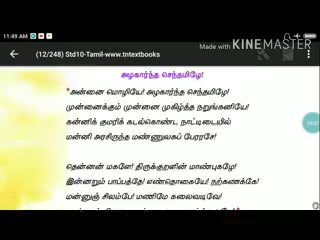 11:49 AM
(12/248) Std10-Tamil-www.tntextbooks
Made with KINEMASTER
அழகார்ந்த செந்தமிழே!
*அன்னை மொழியே! அழகார்ந்த செந்தமிழே!
முன்னைக்கும் முன்னை முகிழ்த்த நறுங்கனியே!
கன்னிக் குமரிக் கடல்கொண்ட நாட்டிடையில்
மன்னி அரசிருந்த மண்ணுலகப் பேரரசே!
தென்னன் மகளே! திருக்குறளின் மாண்புகழே!
இன்னறும் பாப்பத்தே! எண்தொகையே! நற்கணக்கே!
மன்னுஞ் சிலம்பே! மணிமே கலைவடிவே!